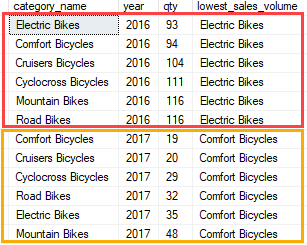 category_name year qty lowest_sales_volume
Electric Bikes 2016 93 Electric Bikes
Comfort Bicycles 2016 94 Electric Bikes
Cruisers Bicycles 2016 104 Electric Bikes
Cyclocross Bicycles 2016 111 Electric Bikes
Mountain Bikes 2016 116 Electric Bikes
Road Bikes 2016 116 Electric Bikes
Comfort Bicycles 2017 19 Comfort Bicycles
Cruisers Bicycles 2017 20 Comfort Bicycles
Cyclocross Bicycles 2017 29 Comfort Bicycles
Road Bikes 2017 32 Comfort Bicycles
Electric Bikes 2017 35 Comfort Bicycles
Mountain Bikes 2017 48 Comfort Bicycles